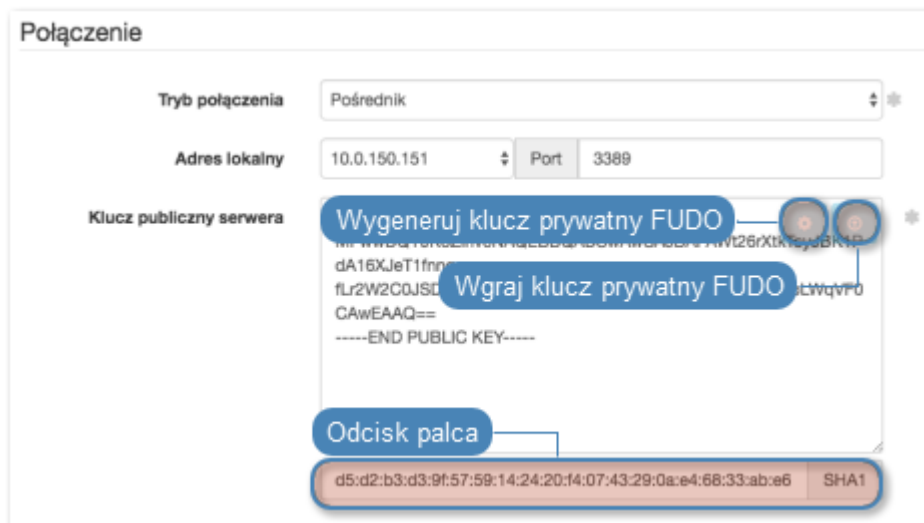 Połączenie
Tryb połączenia
Pośrednik
Adres lokalny
10.0.150.151
Port
3389
Klucz publiczny serwera
Wygeneruj klucz prywatny FUDO
dA16XJeT1fnn
Wgraj klucz prywatny FUDO
fLr2W2C0JSD
CAwEAAQ==
-----END PUBLIC KEY-----
Odcisk palca
d5:d2:b3:d3:9f:57:59:14:24:20:f4:07:43:29:0a:e4:68:33:ab:e6
SHA1